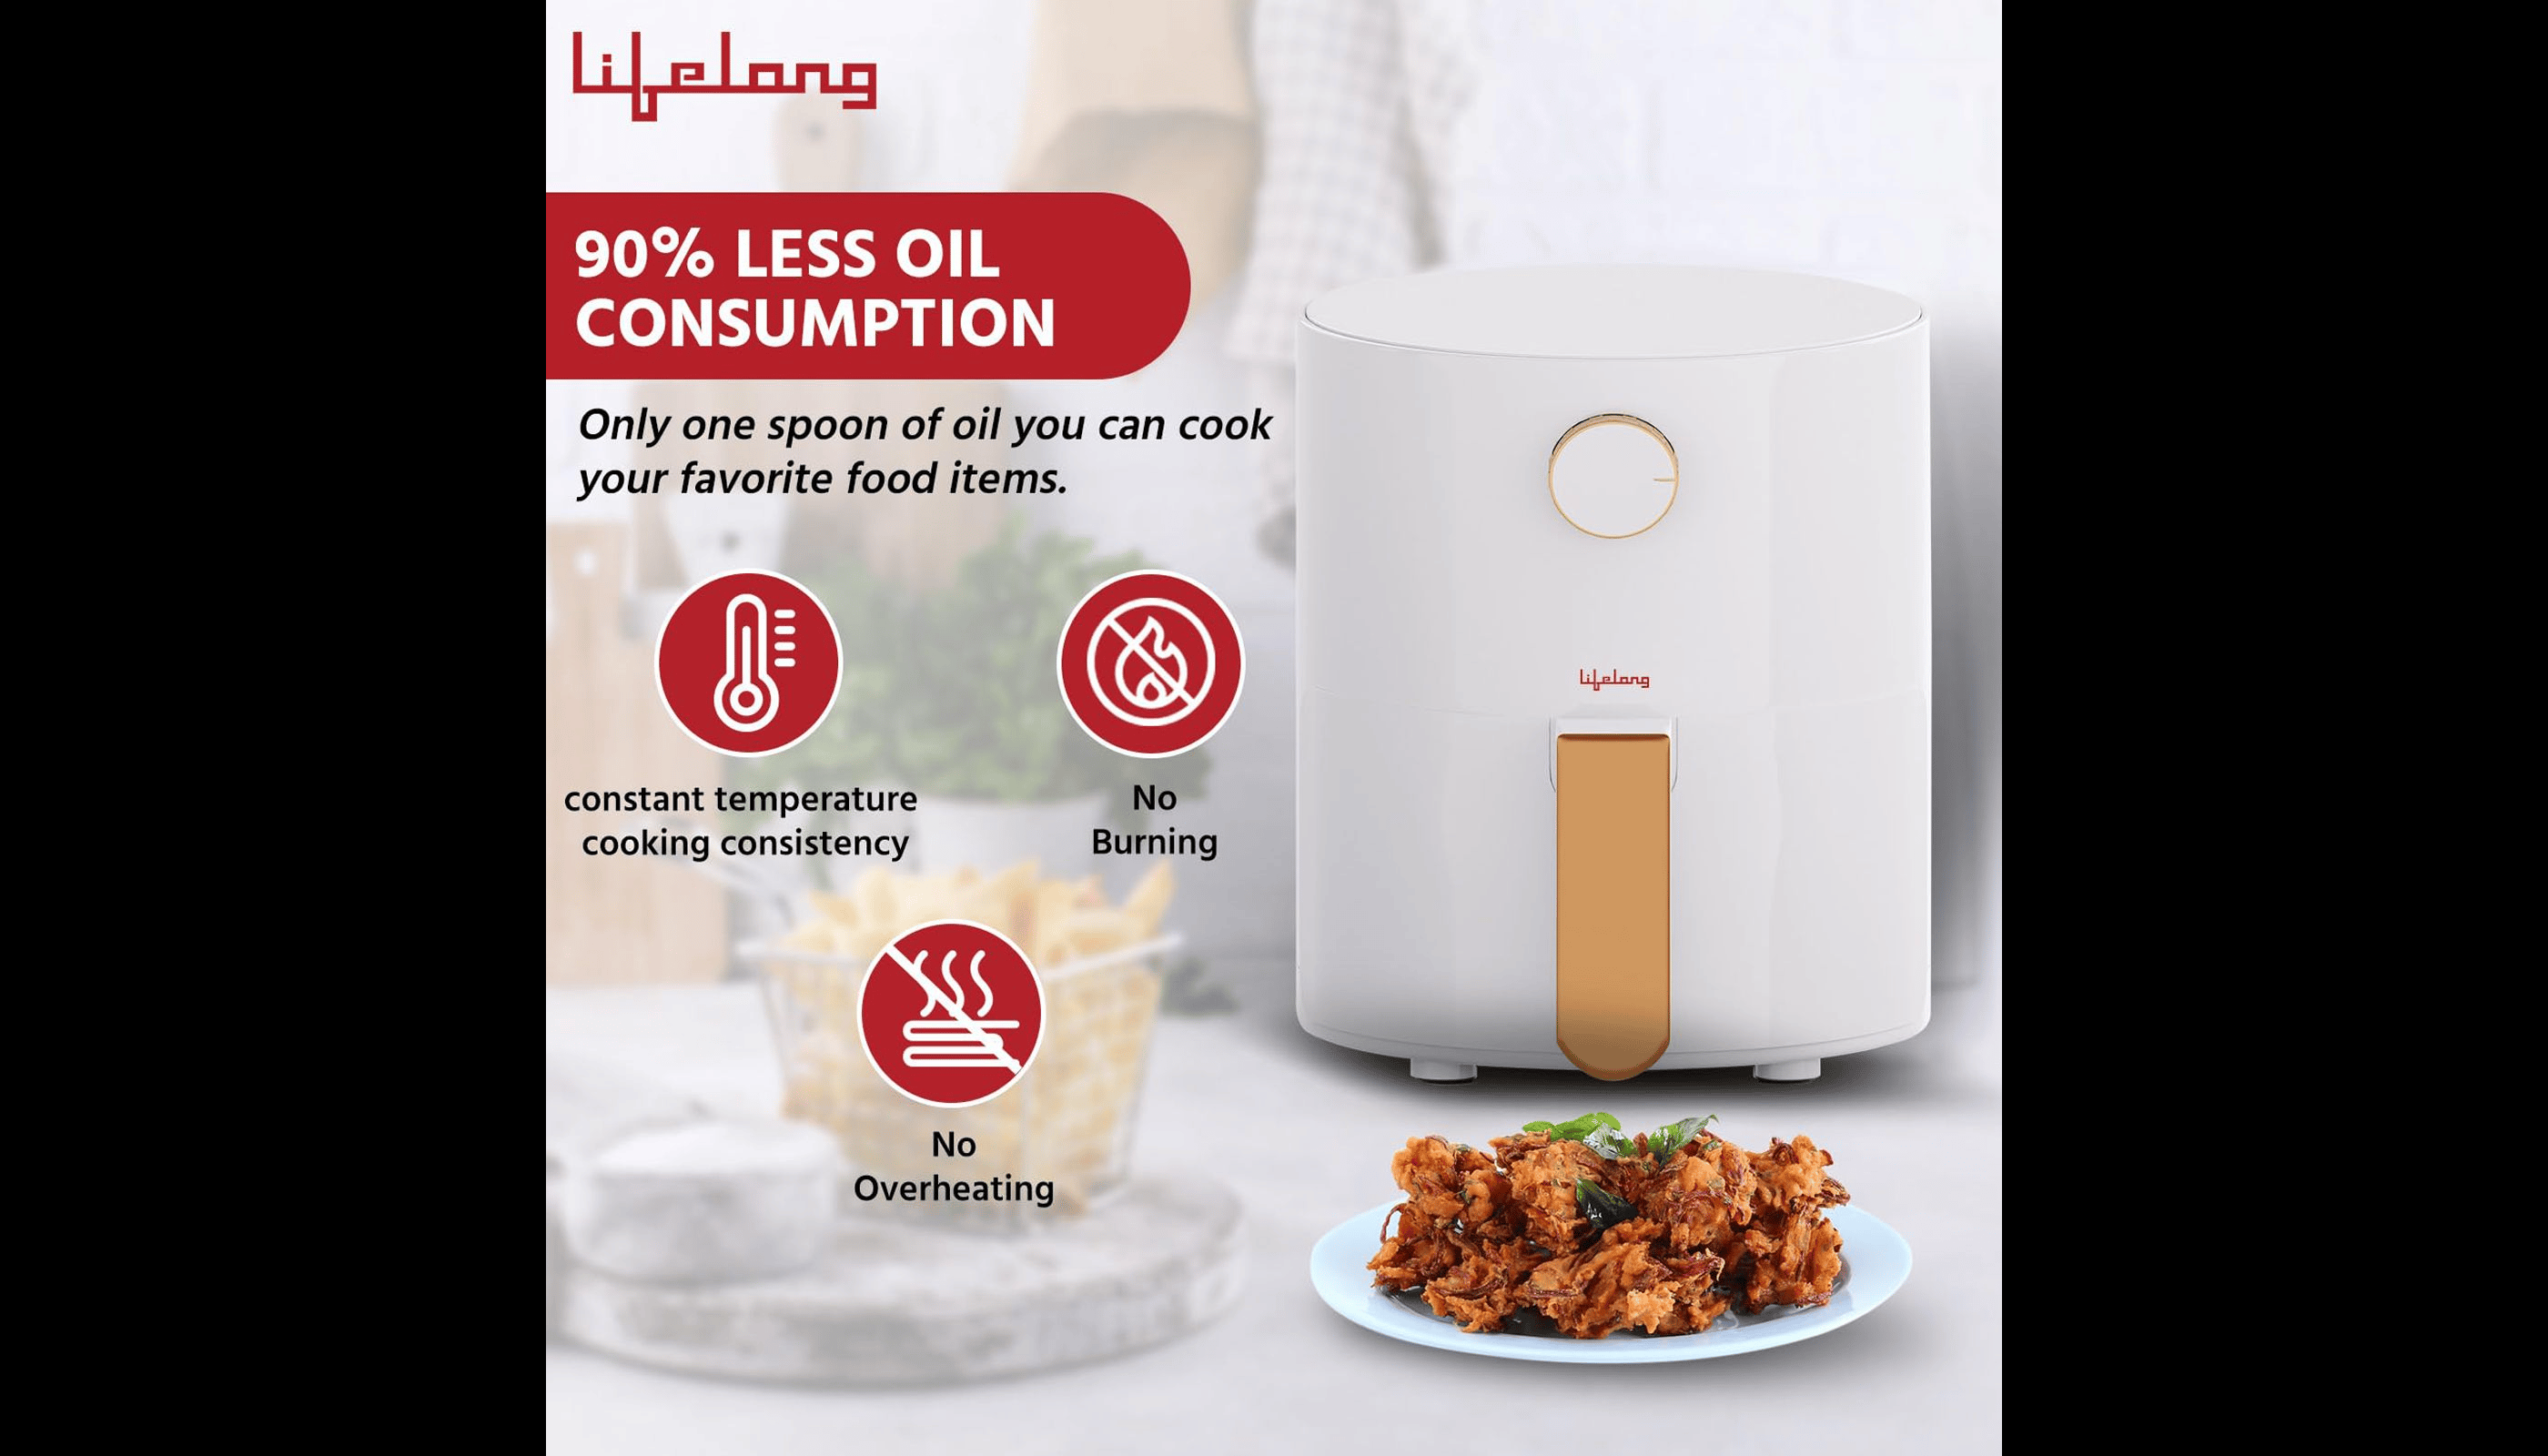 Lifelong
90% LESS OIL
CONSUMPTION
Only one spoon of oil you can cook
your favorite food items.
constant temperature
cooking consistency
No
Burning
No
Overheating
Lifelong